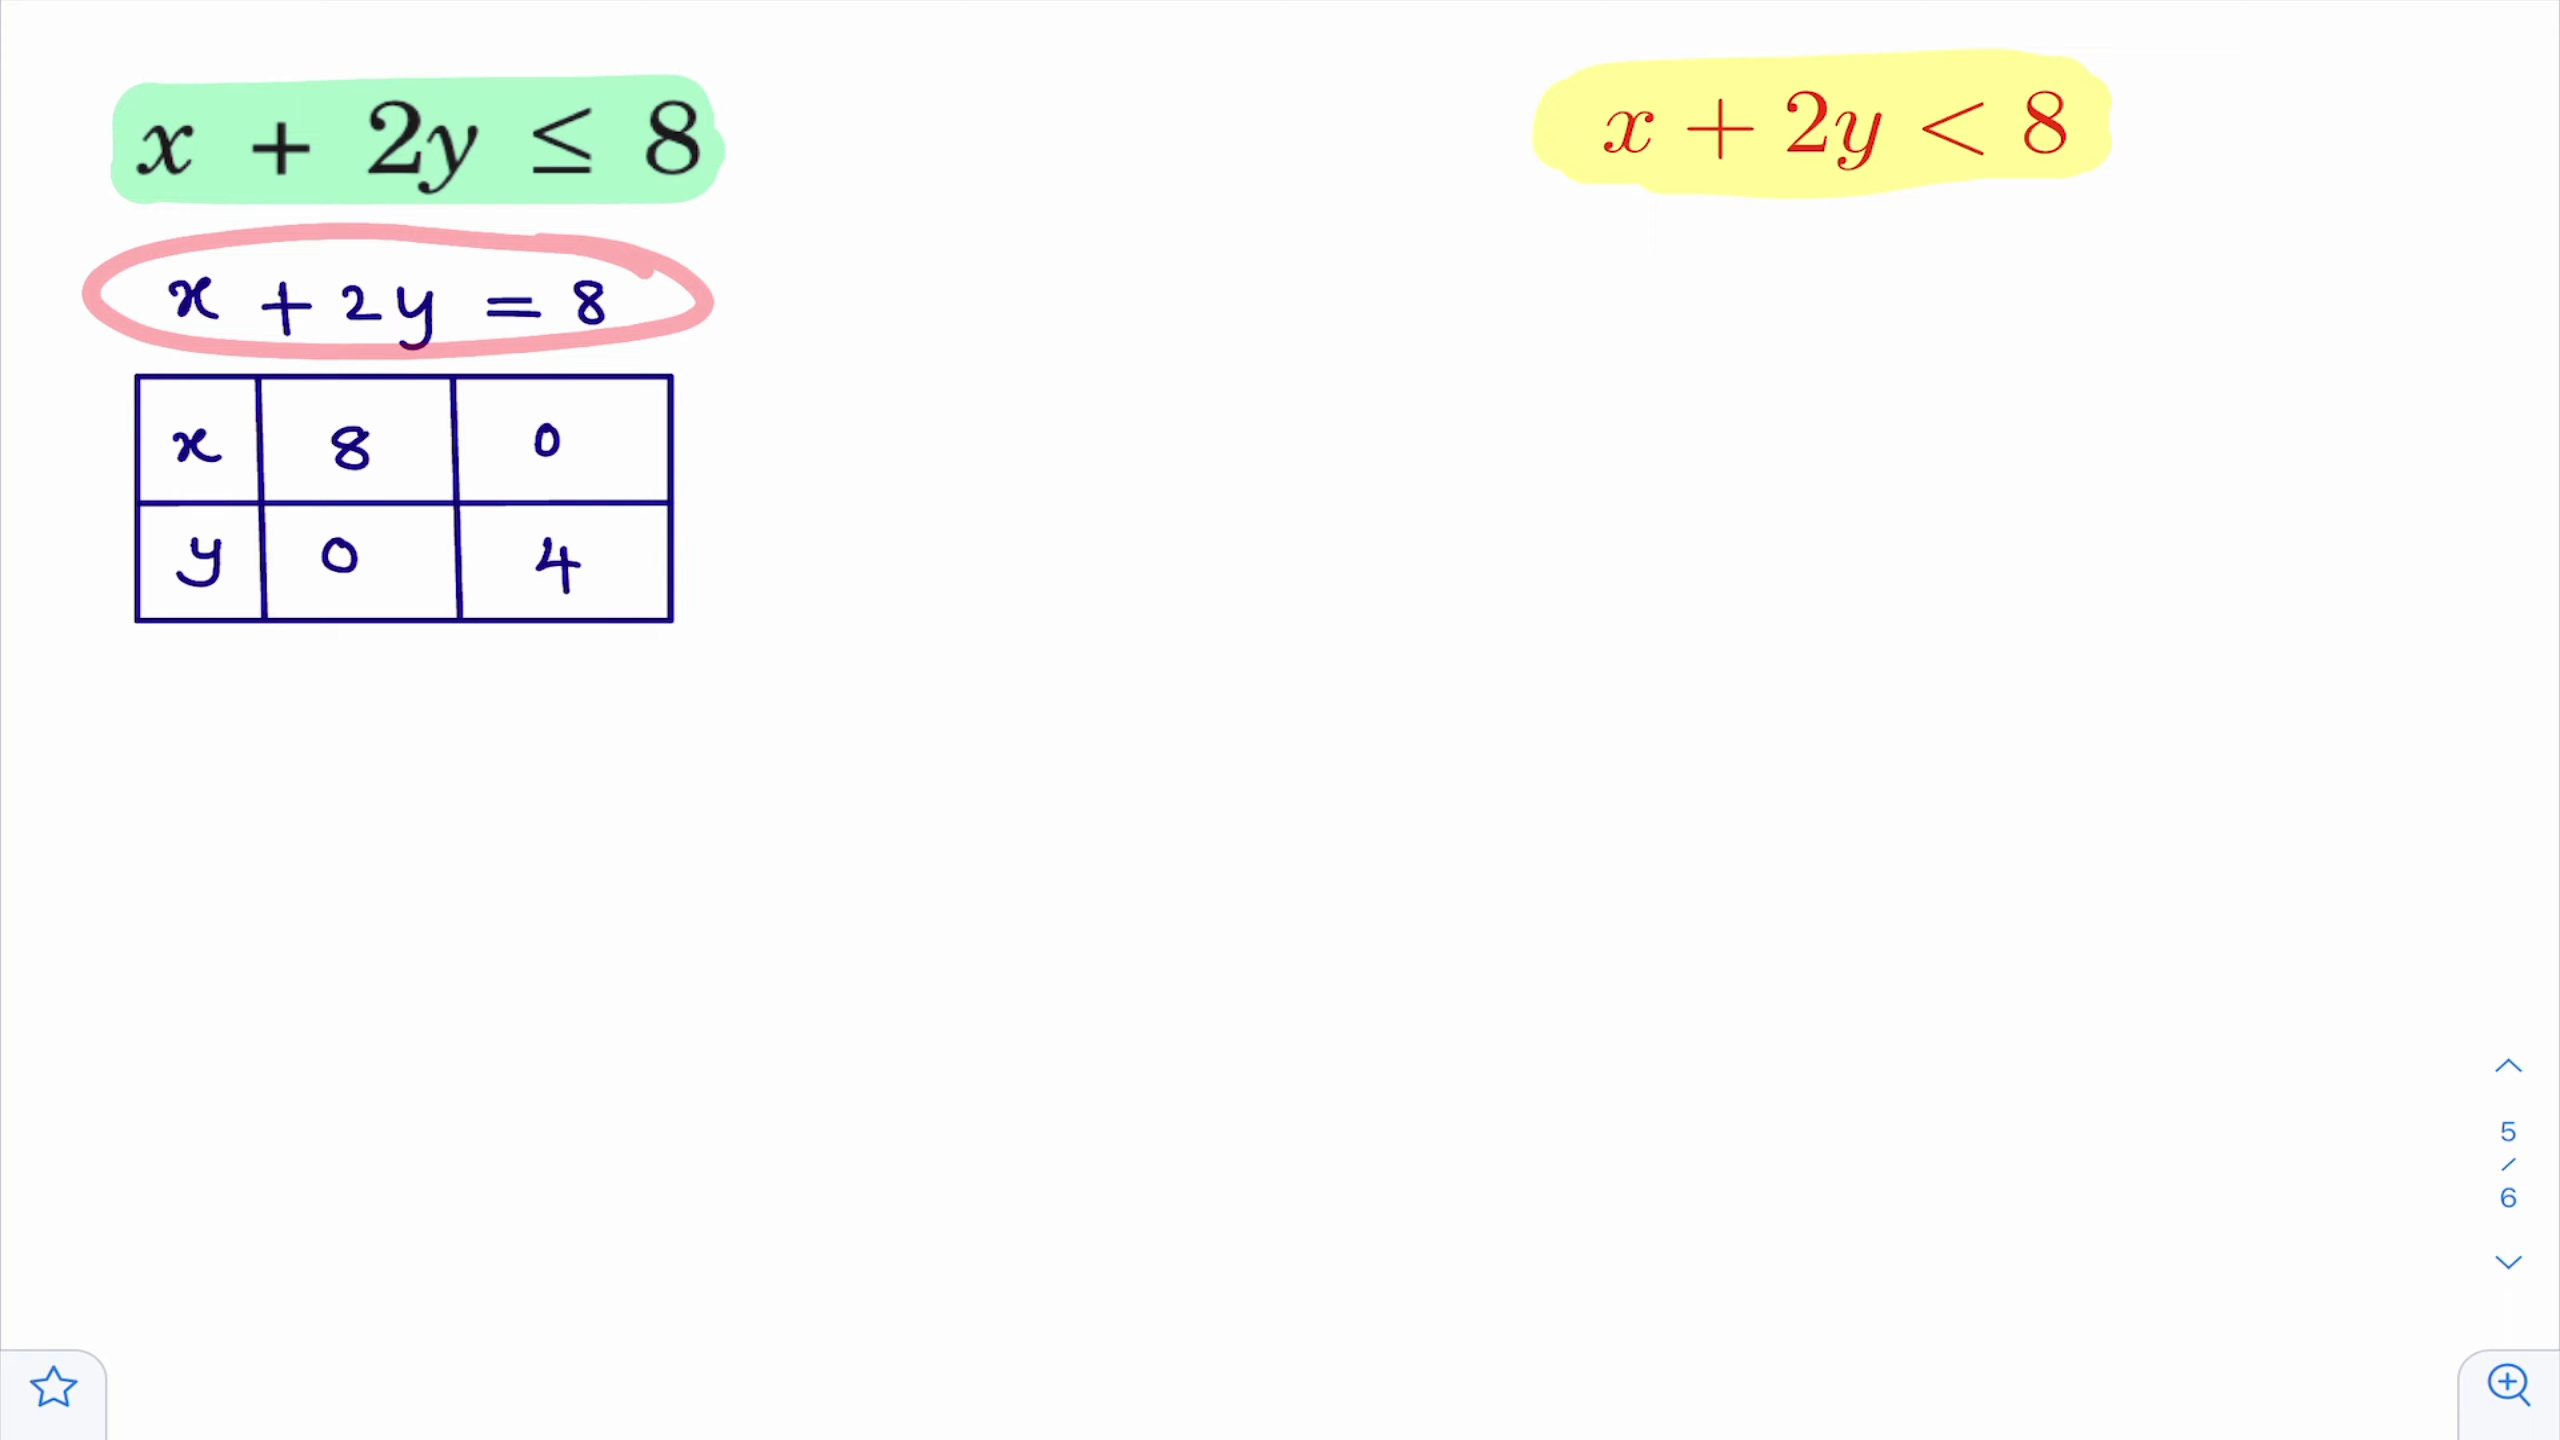 x + 2y ≤ 8
x + 2y < 8
x + 2y = 8
x 8 0
y 0 4
5
/
6